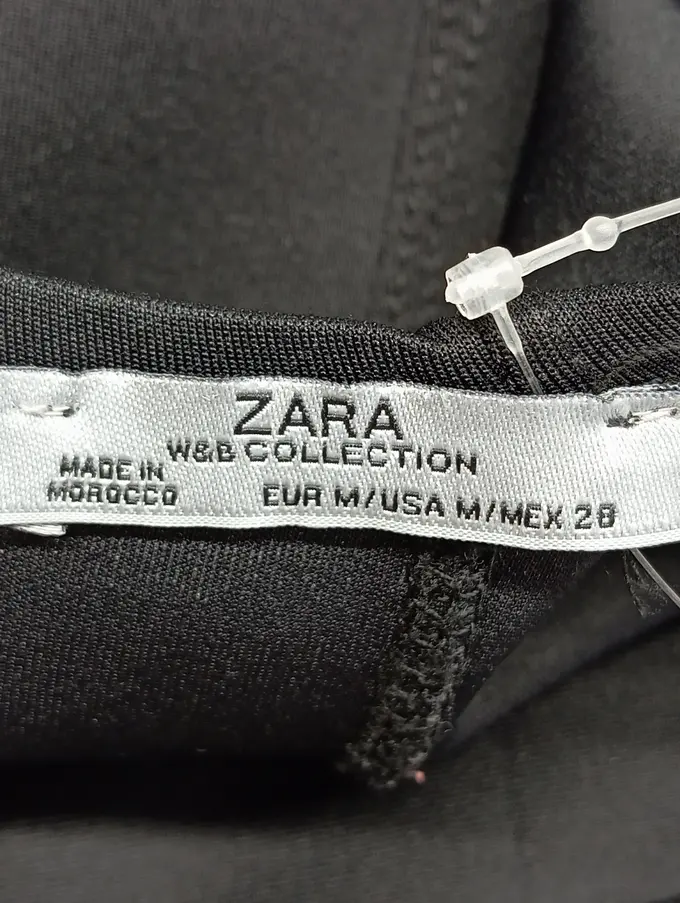 ZARA
W&B COLLECTION
MADE IN
MOROCCO
EUR M/USA M/MEX 28